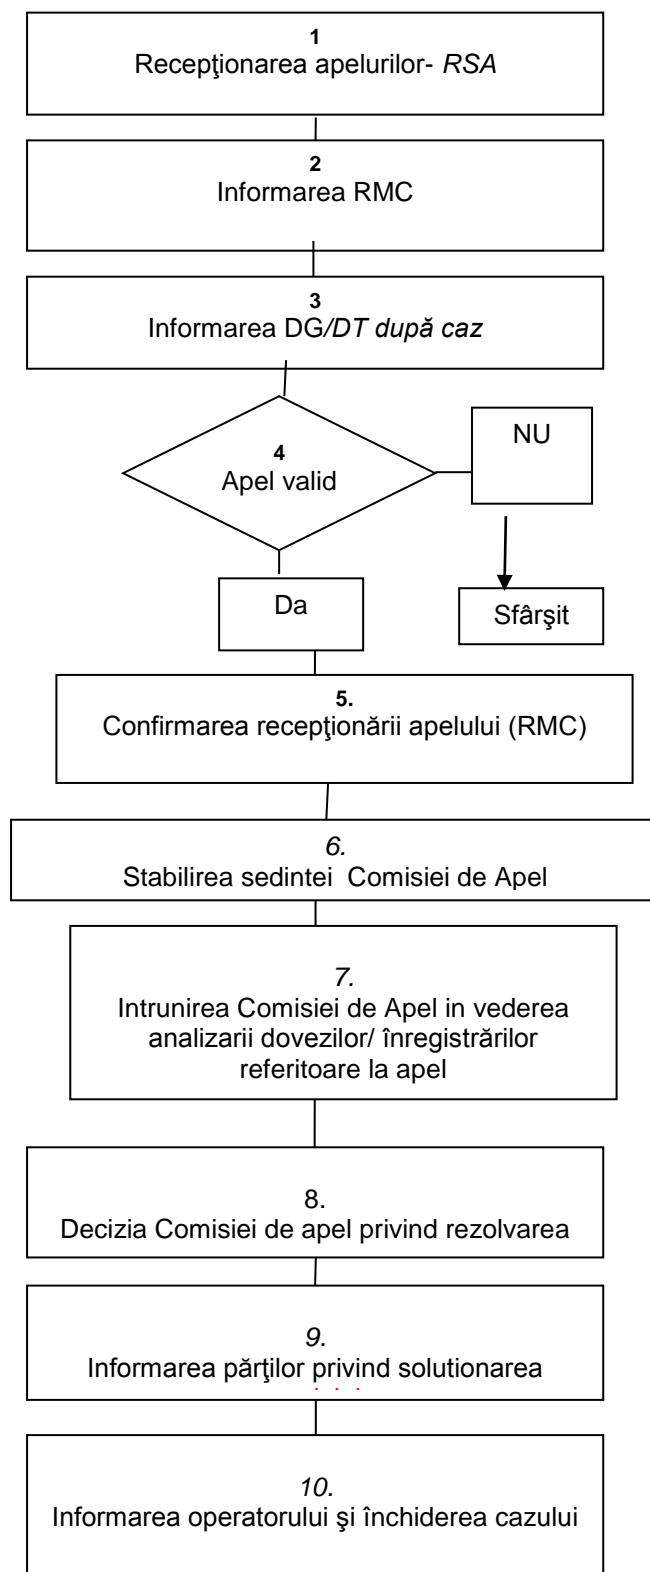 1
Recepţionarea apelurilor- RSA
2
Informarea RMC
3
Informarea DG/DT după caz
4
Apel valid
NU
Da
Sfârşit
5.
Confirmarea recepţionării apelului (RMC)
6.
Stabilirea sedintei Comisiei de Apel
7.
Intrunirea Comisiei de Apel in vederea
analizarii dovezilor/ înregistrărilor
referitoare la apel
8.
Decizia Comisiei de apel privind rezolvarea
9.
Informarea părţilor privind solutionarea
10.
Informarea operatorului şi închiderea cazului